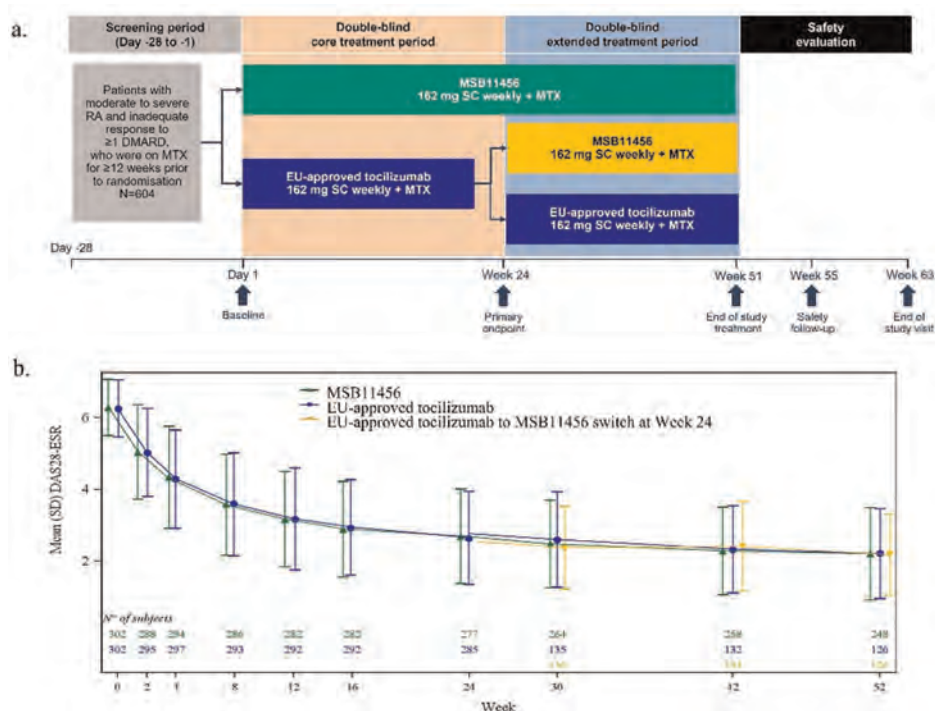 a.
Screening period
(Day -28 to -1)
Double-blind
core treatment period
Double-blind
extended treatment period
Safety
evaluation
Patients with
moderate to severe
RA and inadequate
response to
≥1 DMARD,
who were on MTX
for ≥12 weeks prior
to randomisation
N=604
MSB11456
162 mg SC weekly + MTX
EU-approved tocilizumab
162 mg SC weekly + MTX
MSB11456
162 mg SC weekly + MTX
EU-approved tocilizumab
162 mg SC weekly + MTX
Day -28
Day 1
Week 24
Week 51
Week 55
Week 63
Baseline
Primary
endpoint
End of study
treatment
Safety
follow-up
End of
study visit
b.
MSB11456
EU-approved tocilizumab
EU-approved tocilizumab to MSB11456 switch at Week 24
Mean (SD) DAS28-ESR
6
4
2
of subjects
302 294 286 282 282 277 264 248
302 295 297 293 292 292 285 135 132 126
0 2 8 12 16 24 30 52
Week